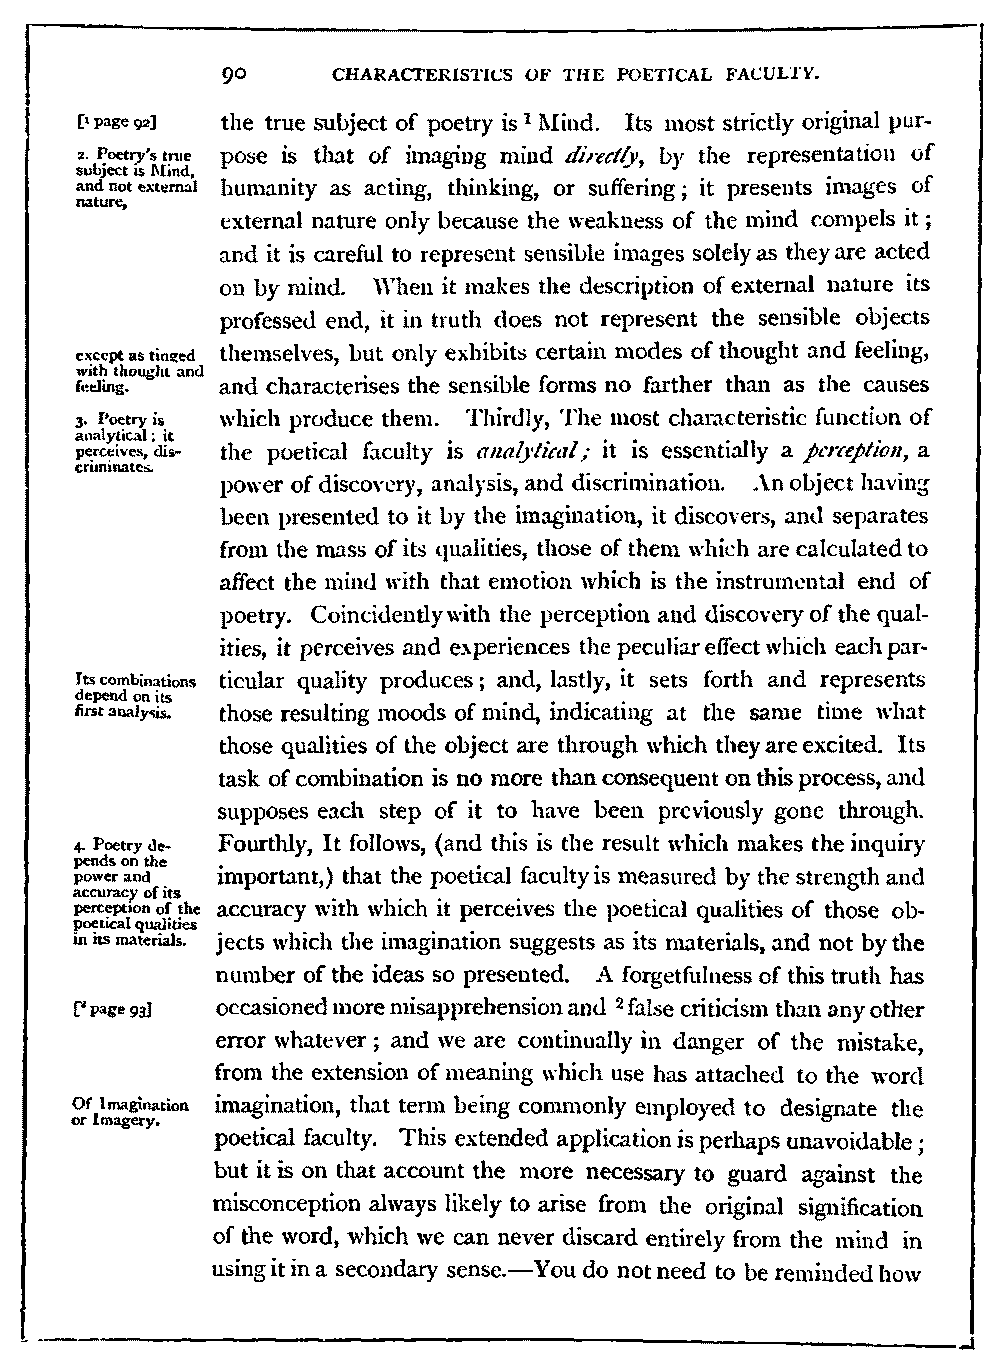 90 CHARACTERISTICS OF THE POETICAL FACULTY.
[¹ page 92]
the true subject of poetry is ¹ Mind. Its most strictly original pur-
2. Poetry's true
subject is Mind,
and not external
nature,
pose is that of imaging mind directly, by the representation of
humanity as acting, thinking, or suffering; it presents images of
external nature only because the weakness of the mind compels it;
and it is careful to represent sensible images solely as they are acted
on by mind. When it makes the description of external nature its
professed end, it in truth does not represent the sensible objects
except as tinged
with thought and
feeling.
themselves, but only exhibits certain modes of thought and feeling,
and characterises the sensible forms no farther than as the causes
3. Poetry is
analytical; it
perceives, dis-
criminates.
which produce them. Thirdly, The most characteristic function of
the poetical faculty is analytical; it is essentially a perception, a
power of discovery, analysis, and discrimination. An object having
been presented to it by the imagination, it discovers, and separates
from the mass of its qualities, those of them which are calculated to
affect the mind with that emotion which is the instrumental end of
poetry. Coincidently with the perception and discovery of the qual-
ities, it perceives and experiences the peculiar effect which each par-
Its combinations
depend on its
first analysis.
ticular quality produces; and, lastly, it sets forth and represents
those resulting moods of mind, indicating at the same time what
those qualities of the object are through which they are excited. Its
task of combination is no more than consequent on this process, and
supposes each step of it to have been previously gone through.
4. Poetry de-
pends on the
power and
accuracy of its
perception of the
poetical qualities
in its materials.
Fourthly, It follows, (and this is the result which makes the inquiry
important,) that the poetical faculty is measured by the strength and
accuracy with which it perceives the poetical qualities of those ob-
jects which the imagination suggests as its materials, and not by the
number of the ideas so presented. A forgetfulness of this truth has
[² page 93]
occasioned more misapprehension and ² false criticism than any other
error whatever; and we are continually in danger of the mistake,
from the extension of meaning which use has attached to the word
Of Imagination
or Imagery.
imagination, that term being commonly employed to designate the
poetical faculty. This extended application is perhaps unavoidable;
but it is on that account the more necessary to guard against the
misconception always likely to arise from the original signification
of the word, which we can never discard entirely from the mind in
using it in a secondary sense.—You do not need to be reminded how